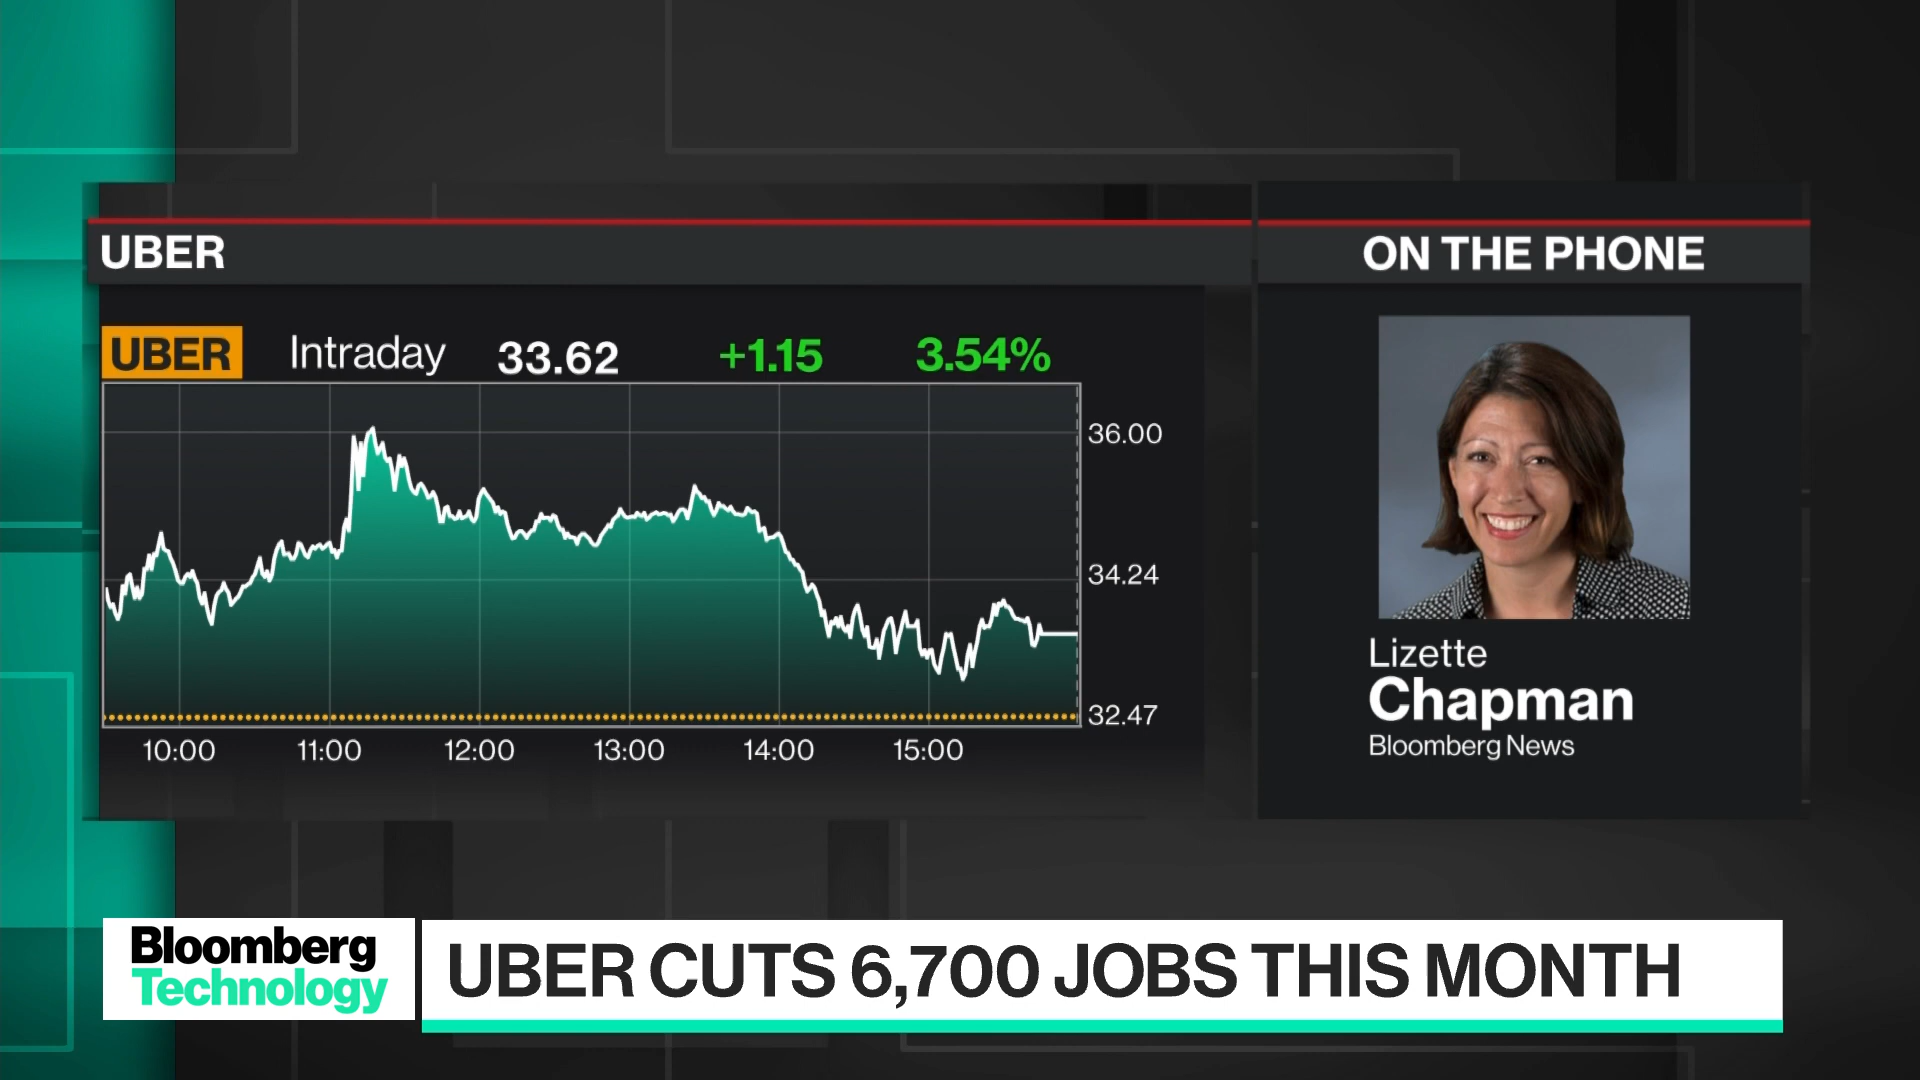 UBER
ON THE PHONE
UBER Intraday 33.62 +1.15 3.54%
36.00
34.24
32.47
10:00 11:00 12:00 13:00 14:00 15:00
Lizette
Chapman
Bloomberg News
Bloomberg
Technology
UBER CUTS 6,700 JOBS THIS MONTH